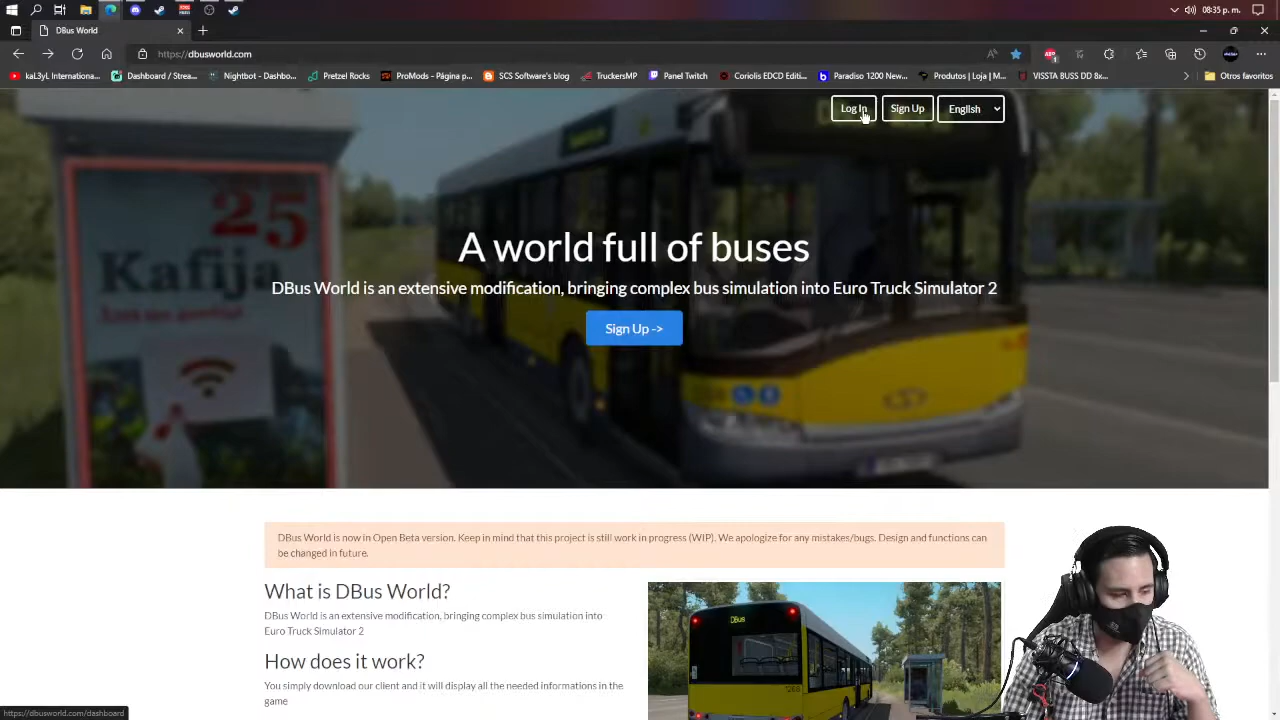 08:35 p.m.
DBus World
https://dbusworld.com
kaL3yL Internationa...
Dashboard / Strea...
Nightbot - Dashbo...
Pretzel Rocks
ProMods - Página p...
SCS Software's blog
TruckersMP
Panel Twitch
Coriolis EDCD Editi...
Paradiso 1200 New...
Produtos | Loja | M...
VISSTA BUSS LD/ 8x...
Otros favoritos
Log In
Sign Up
English
25
Kafija
A world full of buses
DBus World is an extensive modification, bringing complex bus simulation into Euro Truck Simulator 2
Sign Up ->
DBus World is now in Open Beta version. Keep in mind that this project is still work in progress (WIP). We apologize for any mistakes/bugs. Design and functions can
be changed in future.
What is DBus World?
DBus World is an extensive modification, bringing complex bus simulation into
Euro Truck Simulator 2
How does it work?
You simply download our client and it will display all the needed informations in the
game
DBus
https://dbusworld.com/dashboard